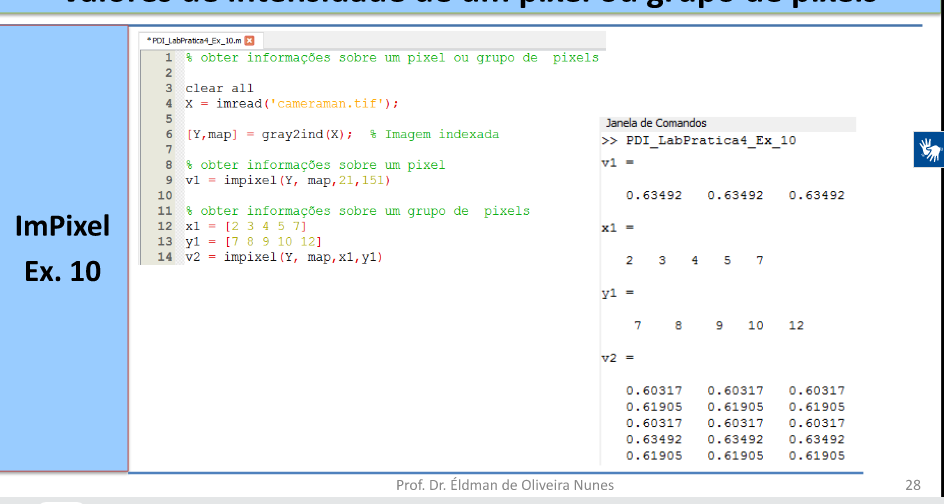 Valores de intensidade de um pixel ou grupo de pixels
ImPixel
Ex. 10
*PDI_LabPratica4_Ex_10.m
1 % obter informações sobre um pixel ou grupo de  pixels
2
3 clear all
4 X = imread('cameraman.tif');
5
6 [Y,map] = gray2ind(X);  % Imagem indexada
7
8 % obter informações sobre um pixel
9 v1 = impixel(Y, map,21,151)
10
11 % obter informações sobre um grupo de  pixels
12 x1 = [2 3 4 5 7]
13 y1 = [7 8 9 10 12]
14 v2 = impixel(Y, map,x1,y1)
Janela de Comandos
>> PDI_LabPratica4_Ex_10
v1 =
0.63492   0.63492   0.63492
x1 =
2   3   4   5   7
y1 =
7   8   9   10   12
v2 =
0.60317   0.60317   0.60317
0.61905   0.61905   0.61905
0.60317   0.60317   0.60317
0.63492   0.63492   0.63492
0.61905   0.61905   0.61905
Prof. Dr. Éldman de Oliveira Nunes
28